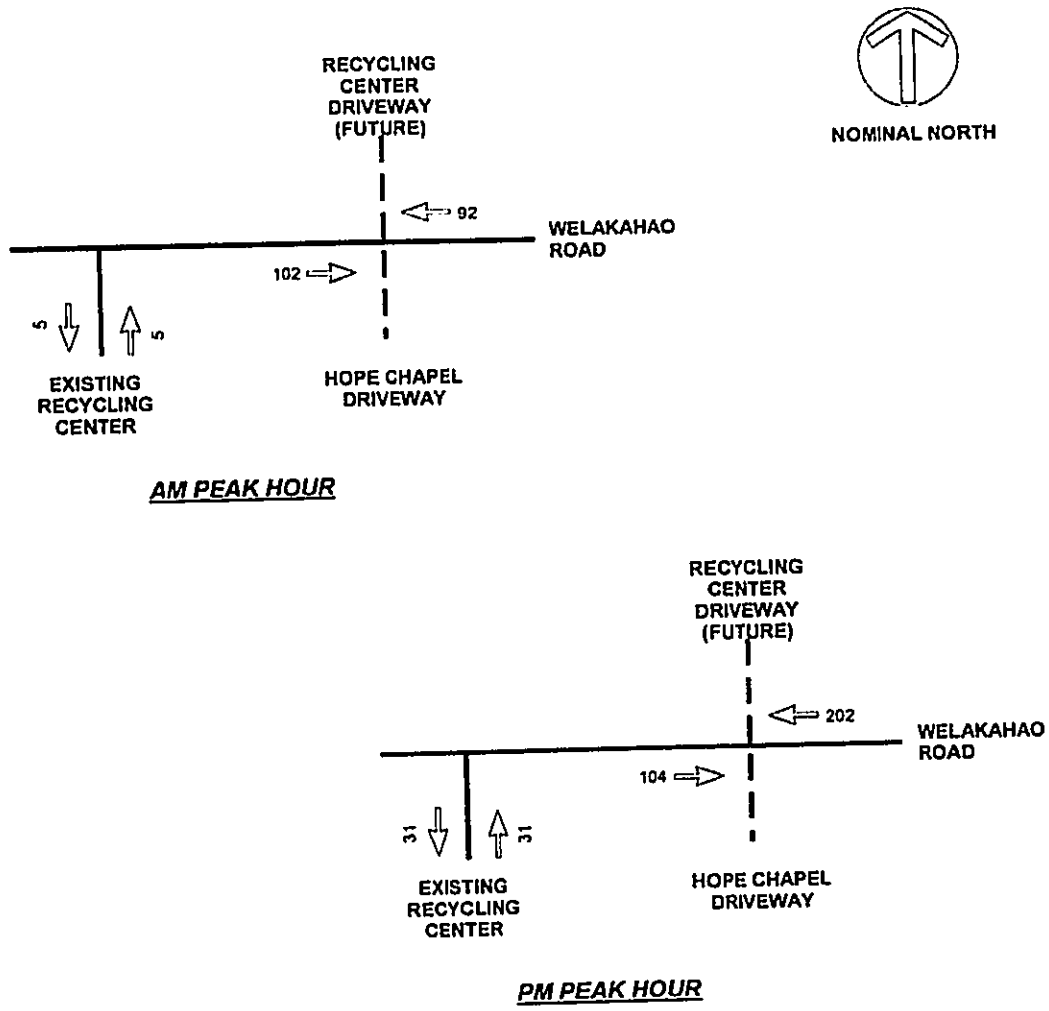 RECYCLING
CENTER
DRIVEWAY
(FUTURE)
NOMINAL NORTH
92
WELAKAHAO
ROAD
102
5
5
EXISTING
RECYCLING
CENTER
HOPE CHAPEL
DRIVEWAY
AM PEAK HOUR
RECYCLING
CENTER
DRIVEWAY
(FUTURE)
202
WELAKAHAO
ROAD
104
31
31
EXISTING
RECYCLING
CENTER
HOPE CHAPEL
DRIVEWAY
PM PEAK HOUR